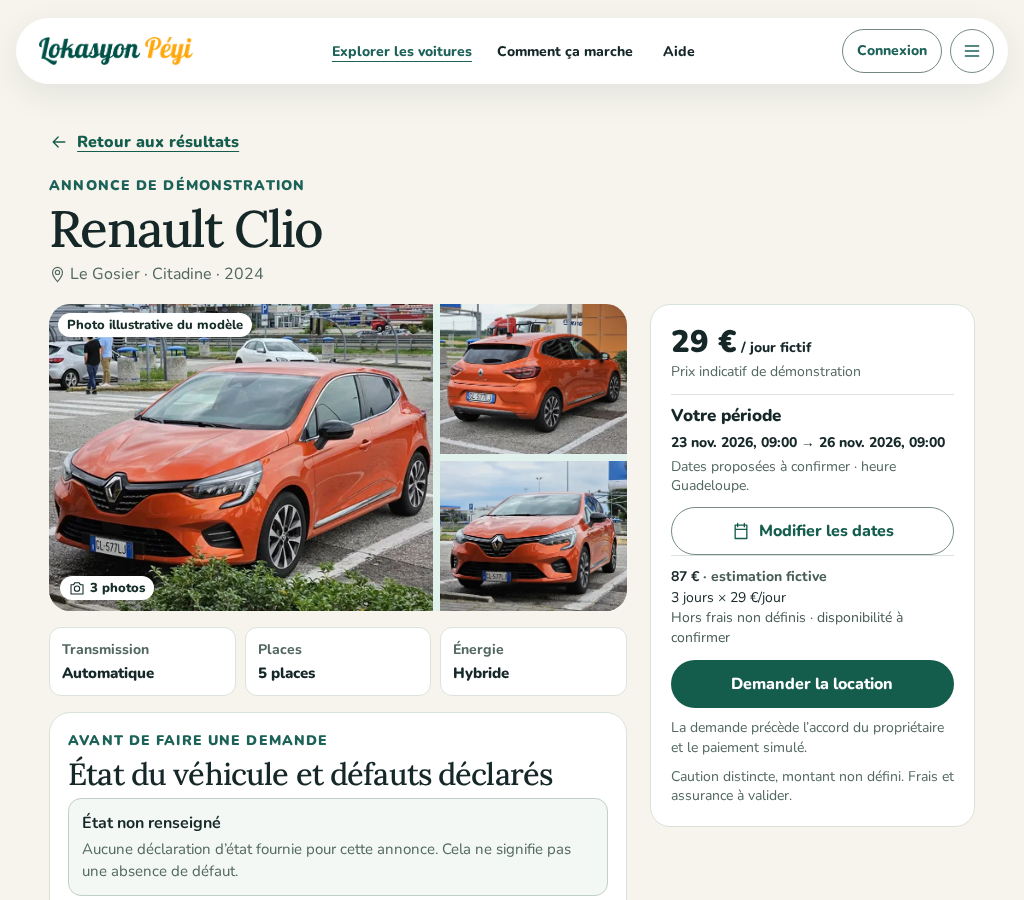 Lokasyon Péyi
Explorer les voitures
Comment ça marche
Aide
Connexion
Retour aux résultats
ANNONCE DE DÉMONSTRATION
Renault Clio
Le Gosier · Citadine · 2024
Photo illustrative du modèle
3 photos
GL·577LJ
29 € / jour fictif
Prix indicatif de démonstration
Votre période
23 nov. 2026, 09:00 → 26 nov. 2026, 09:00
Dates proposées à confirmer · heure
Guadeloupe.
Modifier les dates
87 € · estimation fictive
3 jours × 29 €/jour
Hors frais non définis · disponibilité à
confirmer
Demander la location
La demande précède l’accord du propriétaire
et le paiement simulé.
Caution distincte, montant non défini. Frais et
assurance à valider.
Transmission
Automatique
Places
5 places
Énergie
Hybride
AVANT DE FAIRE UNE DEMANDE
État du véhicule et défauts déclarés
État non renseigné
Aucune déclaration d’état fournie pour cette annonce. Cela ne signifie pas
une absence de défaut.